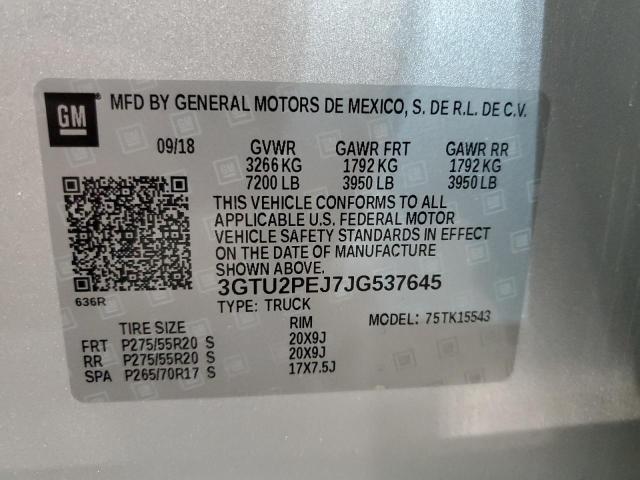 GM ® MFD BY GENERAL MOTORS DE MEXICO, S. DE R.L. DE C.V.
09/18 GVWR GAWR FRT GAWR RR
3266 KG 1792 KG 1792 KG
7200 LB 3950 LB 3950 LB
THIS VEHICLE CONFORMS TO ALL
APPLICABLE U.S. FEDERAL MOTOR
VEHICLE SAFETY STANDARDS IN EFFECT
ON THE DATE OF MANUFACTURE
SHOWN ABOVE.
3GTU2PEJ7JG537645
636R
TYPE: TRUCK
TIRE SIZE RIM MODEL: 75TK15543
FRT P275/55R20 S 20X9J
RR P275/55R20 S 20X9J
SPA P265/70R17 S 17X7.5J